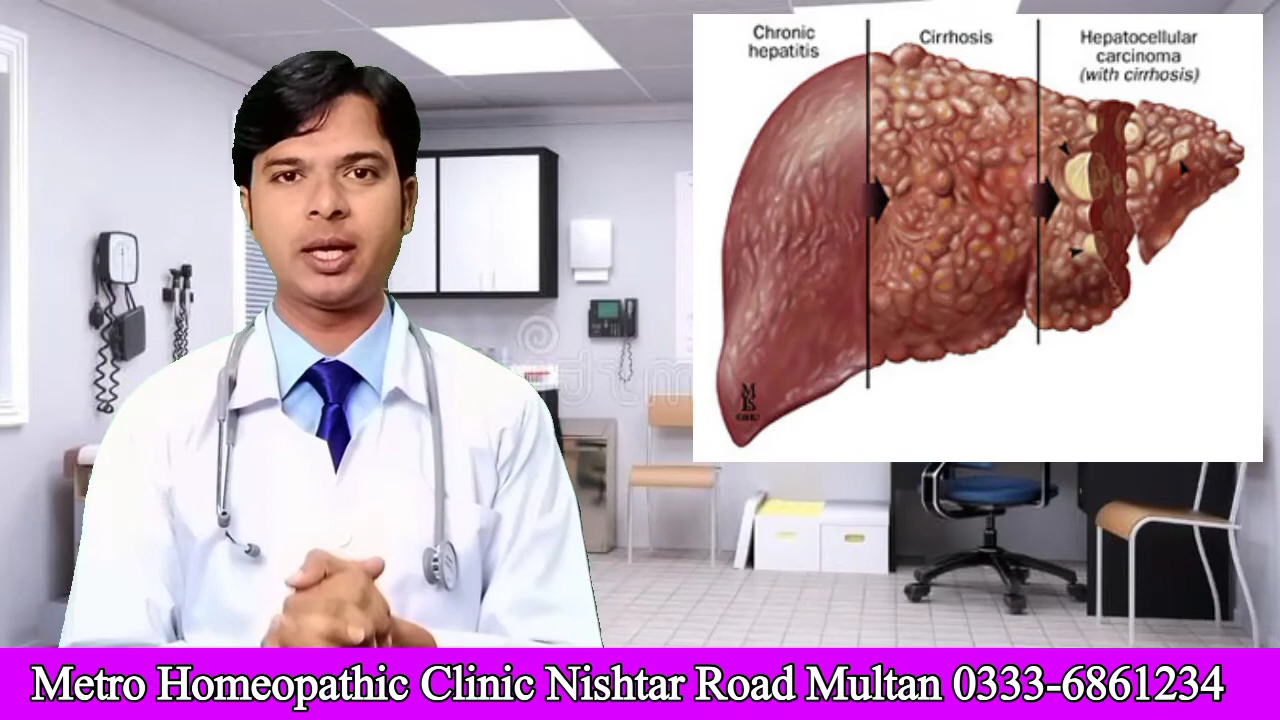 Chronic
hepatitis
Cirrhosis
Hepatocellular
carcinoma
(with cirrhosis)
Metro Homeopathic Clinic Nishtar Road Multan 0333-6861234